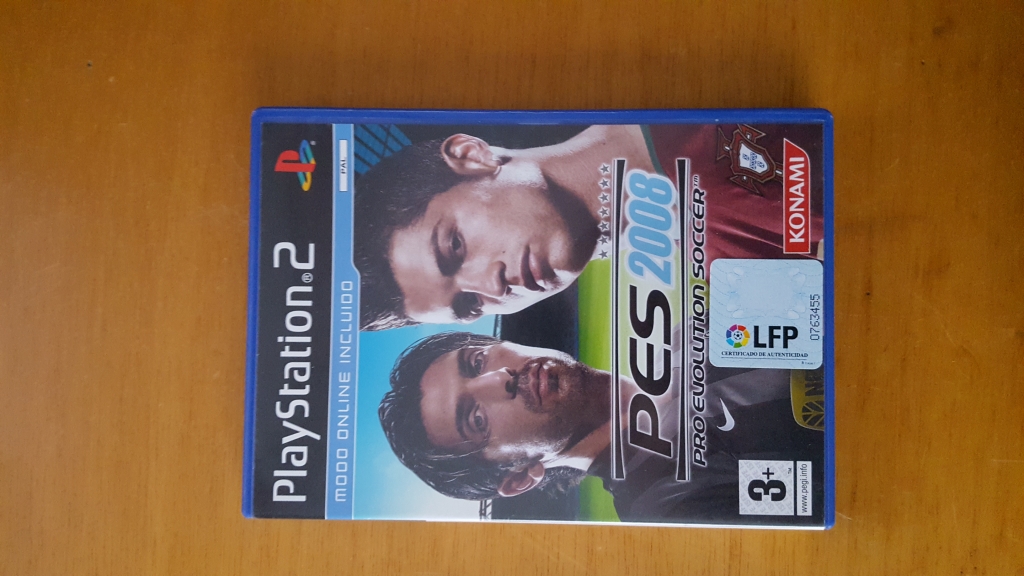 PlayStation®2
MODO ONLINE INCLUIDO
PAL
PES 2008
PRO EVOLUTION SOCCER™
LFP
CERTIFICADO DE AUTENTICIDAD
0763455
KONAMI
3+
™
www.pegi.info